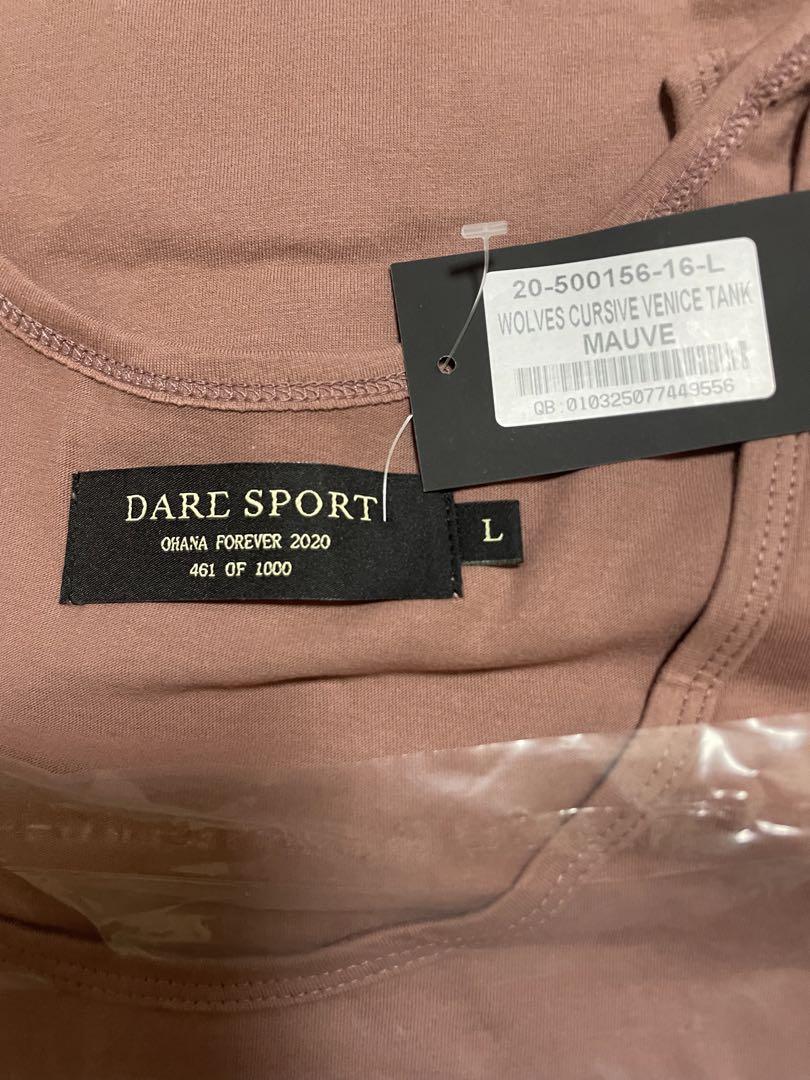 20-500156-16-L
WOLVES CURSIVE VENICE TANK
MAUVE
QB:010325077449556
DARE SPORT
OHANA FOREVER 2020
461 OF 1000
L